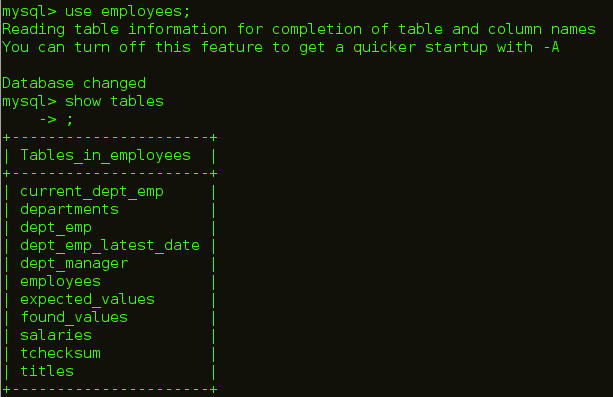 mysql> use employees;
Reading table information for completion of table and column names
You can turn off this feature to get a quicker startup with -A

Database changed
mysql> show tables
    -> ;
+----------------------+
| Tables_in_employees  |
+----------------------+
| current_dept_emp     |
| departments          |
| dept_emp             |
| dept_emp_latest_date |
| dept_manager         |
| employees            |
| expected_values      |
| found_values         |
| salaries             |
| tchecksum            |
| titles               |
+----------------------+